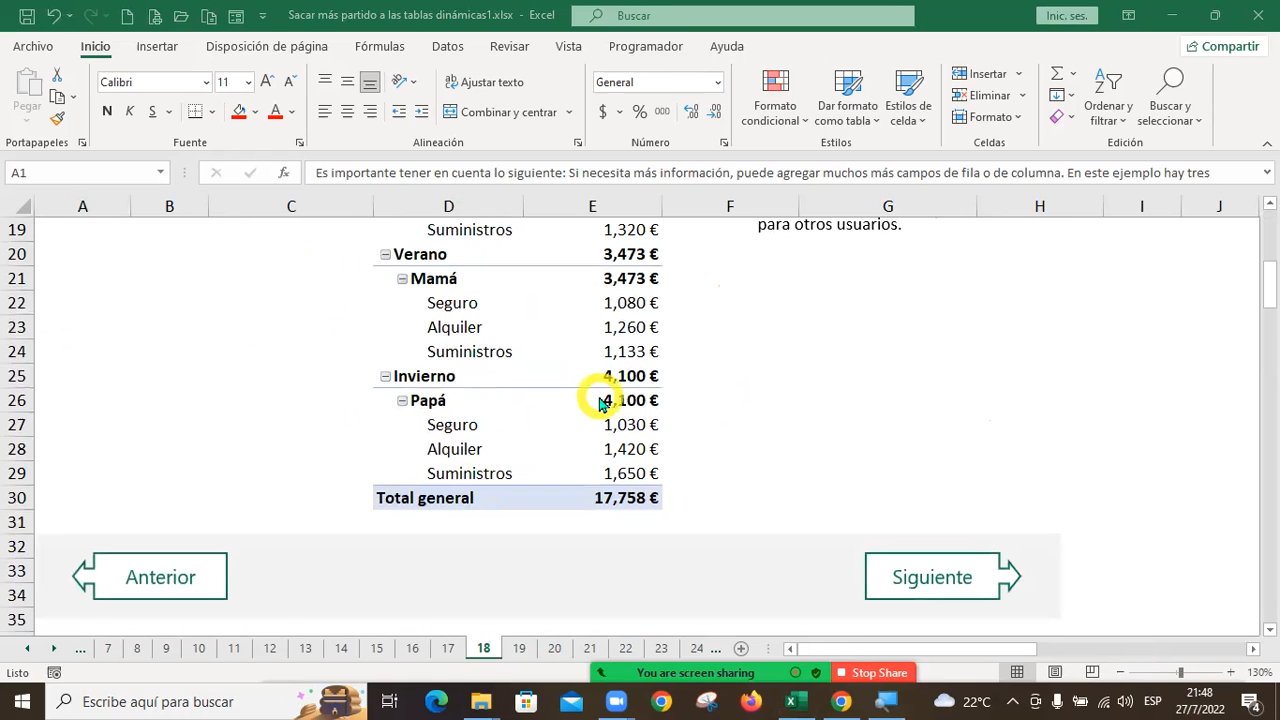 Sacar más partido a las tablas dinámicas1.xlsx - Excel
Buscar
Inic. ses.
Archivo Inicio Insertar Disposición de página Fórmulas Datos Revisar Vista Programador Ayuda
Compartir
Pegar
Calibri 11
N K S
Ajustar texto
Combinar y centrar
General
$ % 000
Formato condicional
Dar formato como tabla
Estilos de celda
Insertar
Eliminar
Formato
Ordenar y filtrar
Buscar y seleccionar
Portapapeles Fuente Alineación Número Estilos Celdas Edición
A1 fx Es importante tener en cuenta lo siguiente: Si necesita más información, puede agregar muchos más campos de fila o de columna. En este ejemplo hay tres
A B C D E F G H I J
19 Suministros 1,320 € para otros usuarios.
20 Verano 3,473 €
21 Mamá 3,473 €
22 Seguro 1,080 €
23 Alquiler 1,260 €
24 Suministros 1,133 €
25 Invierno 4,100 €
26 Papá 4,100 €
27 Seguro 1,030 €
28 Alquiler 1,420 €
29 Suministros 1,650 €
30 Total general 17,758 €
31
32
33 Anterior Siguiente
34
35
... 7 8 9 10 11 12 13 14 15 16 17 18 19 20 21 22 23 24 ...
Listo
You are screen sharing Stop Share
130%
Escribe aquí para buscar
22°C
ESP
21:48
27/7/2022
4